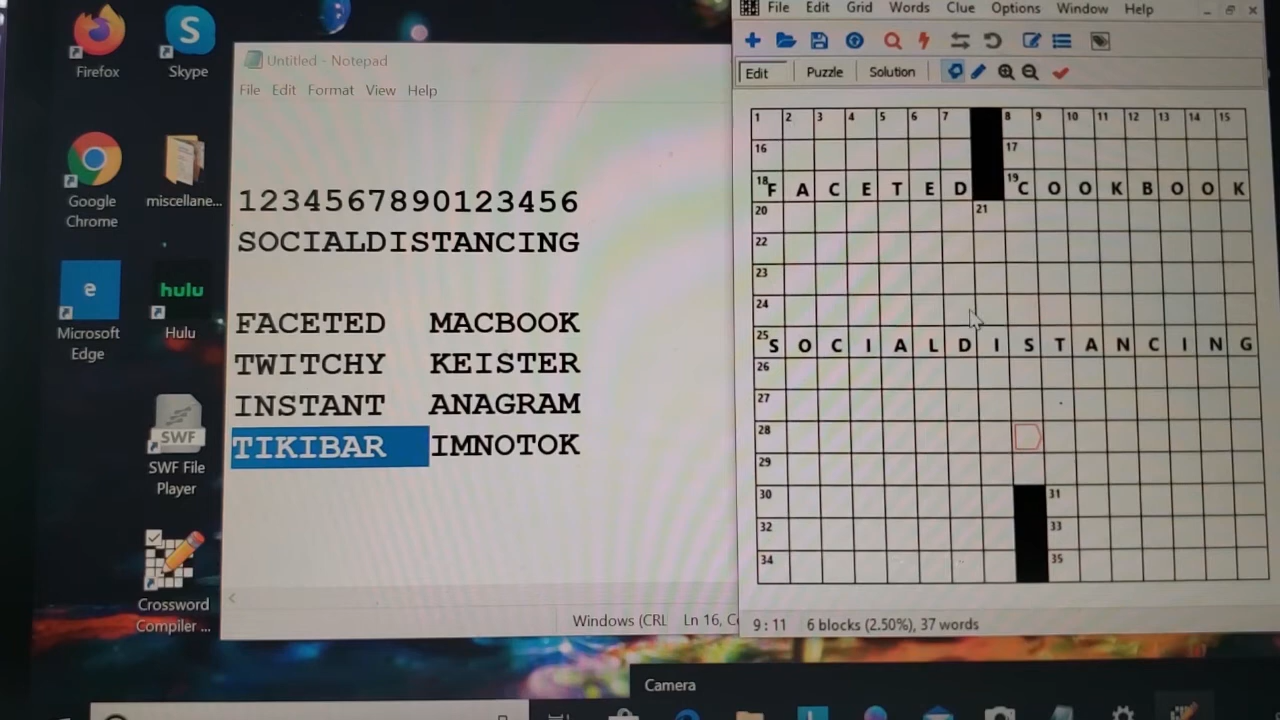 Firefox
Skype
Google
Chrome
miscellane...
e
Microsoft
Edge
hulu
Hulu
SWF
SWF File
Player
Crossword
Compiler ...
Untitled - Notepad
File Edit Format View Help
1234567890123456
SOCIALDISTANCING
FACETED MACBOOK
TWITCHY KEISTER
INSTANT ANAGRAM
TIKIBAR IMNOTOK
Windows (CRL Ln 16, C
File Edit Grid Words Clue Options Window Help
Edit Puzzle Solution
1 2 3 4 5 6 7 8 9 10 11 12 13 14 15
16 17
18 F A C E T E D 19 C O O K B O O K
20 21
22
23
24
25 S O C I A L D I S T A N C I N G
26
27
28
29
30 31
32 33
34 35
9 : 11 6 blocks (2.50%), 37 words
Camera